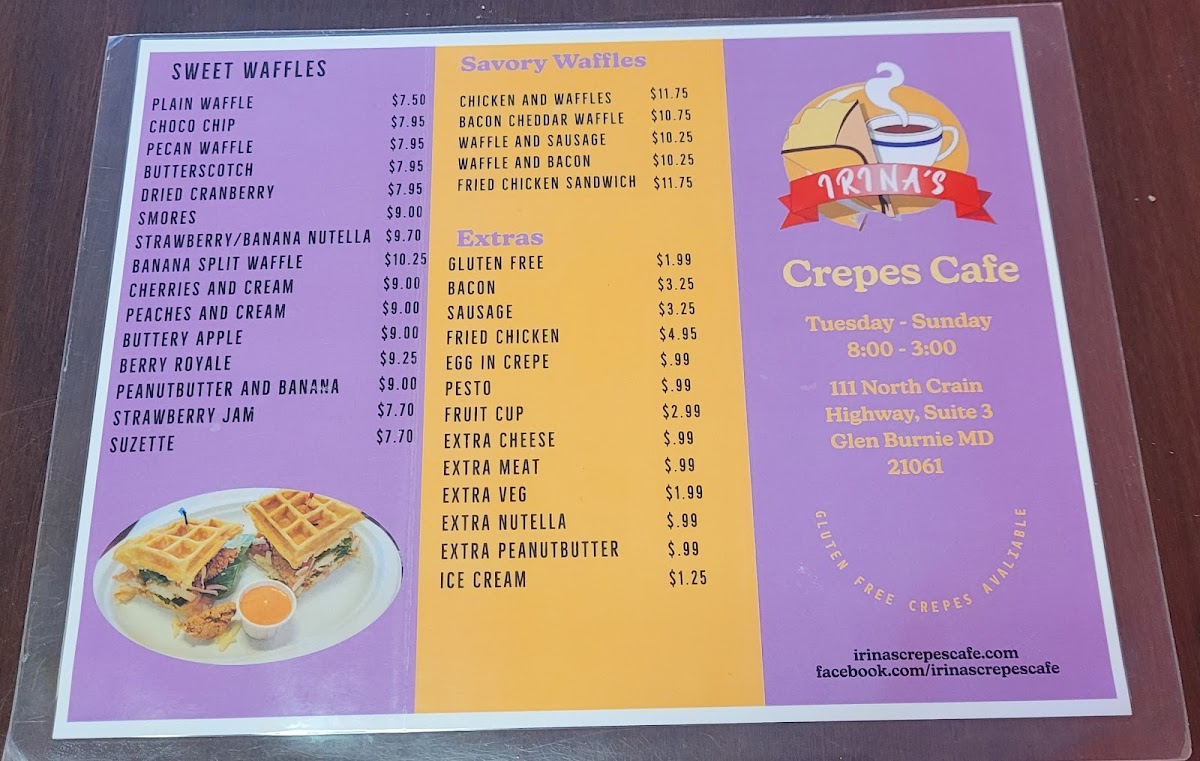 SWEET WAFFLES
PLAIN WAFFLE $7.50
CHOCO CHIP $7.95
PECAN WAFFLE $7.95
BUTTERSCOTCH $7.95
DRIED CRANBERRY $7.95
SMORES $9.00
STRAWBERRY/BANANA NUTELLA $9.70
BANANA SPLIT WAFFLE $10.25
CHERRIES AND CREAM $9.00
PEACHES AND CREAM $9.00
BUTTERY APPLE $9.00
BERRY ROYALE $9.25
PEANUTBUTTER AND BANANA $9.00
STRAWBERRY JAM $7.70
SUZETTE $7.70
Savory Waffles
CHICKEN AND WAFFLES $11.75
BACON CHEDDAR WAFFLE $10.75
WAFFLE AND SAUSAGE $10.25
WAFFLE AND BACON $10.25
FRIED CHICKEN SANDWICH $11.75
Extras
GLUTEN FREE $1.99
BACON $3.25
SAUSAGE $3.25
FRIED CHICKEN $4.95
EGG IN CREPE $.99
PESTO $.99
FRUIT CUP $2.99
EXTRA CHEESE $.99
EXTRA MEAT $.99
EXTRA VEG $1.99
EXTRA NUTELLA $.99
EXTRA PEANUTBUTTER $.99
ICE CREAM $1.25
IRINA'S
Crepes Cafe
Tuesday - Sunday
8:00 - 3:00
111 North Crain
Highway, Suite 3
Glen Burnie MD
21061
GLUTEN FREE CREPES AVALIABLE
irinascrepescafe.com
facebook.com/irinascrepescafe